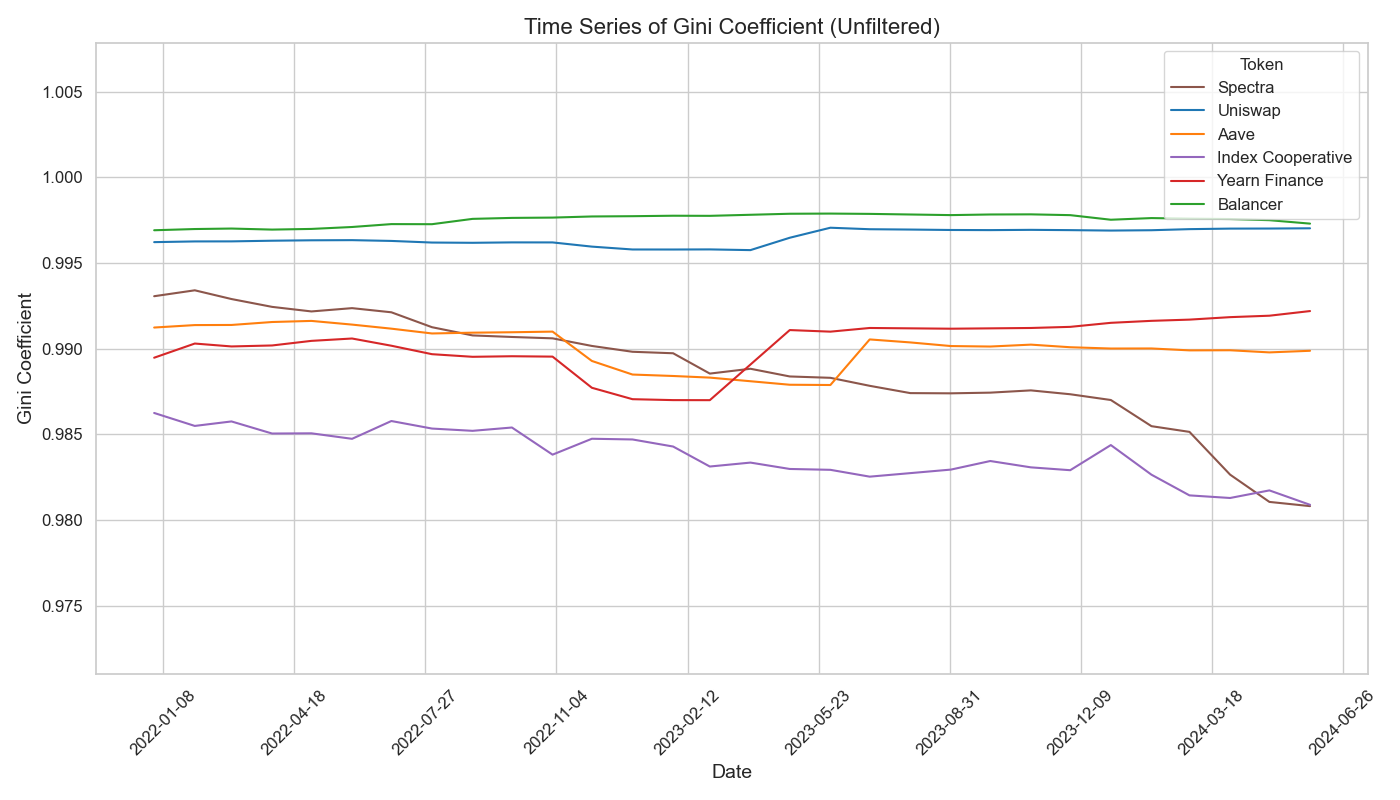 Time Series of Gini Coefficient (Unfiltered)
Token
Spectra
Uniswap
Aave
Index Cooperative
Yearn Finance
Balancer
Gini Coefficient
1.005
1.000
0.995
0.990
0.985
0.980
0.975
2022-01-08
2022-04-18
2022-07-27
2022-11-04
2023-02-12
2023-05-23
2023-08-31
2023-12-09
2024-03-18
2024-06-26
Date